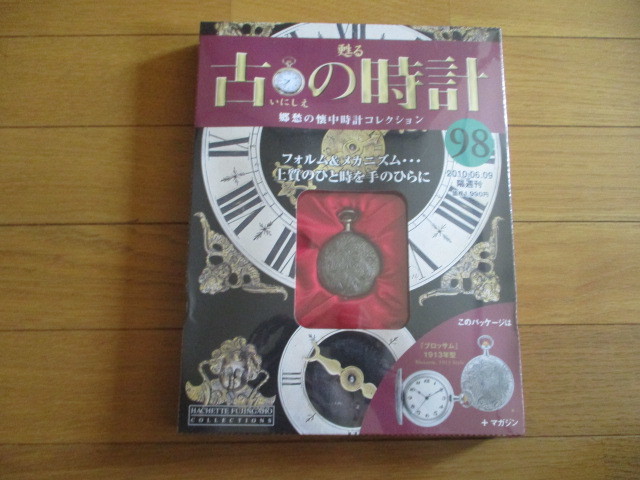 甦る
古の時計
いにしえ
郷愁の懐中時計コレクション
98
2010・06・09
隔週刊
フォルム&メカニズム・・・
上質のひと時を手のひらに
このパッケージは
「ブロッサム」
1913年型
+マガジン
HACHETTE FUJINGAHO
COLLECTIONS